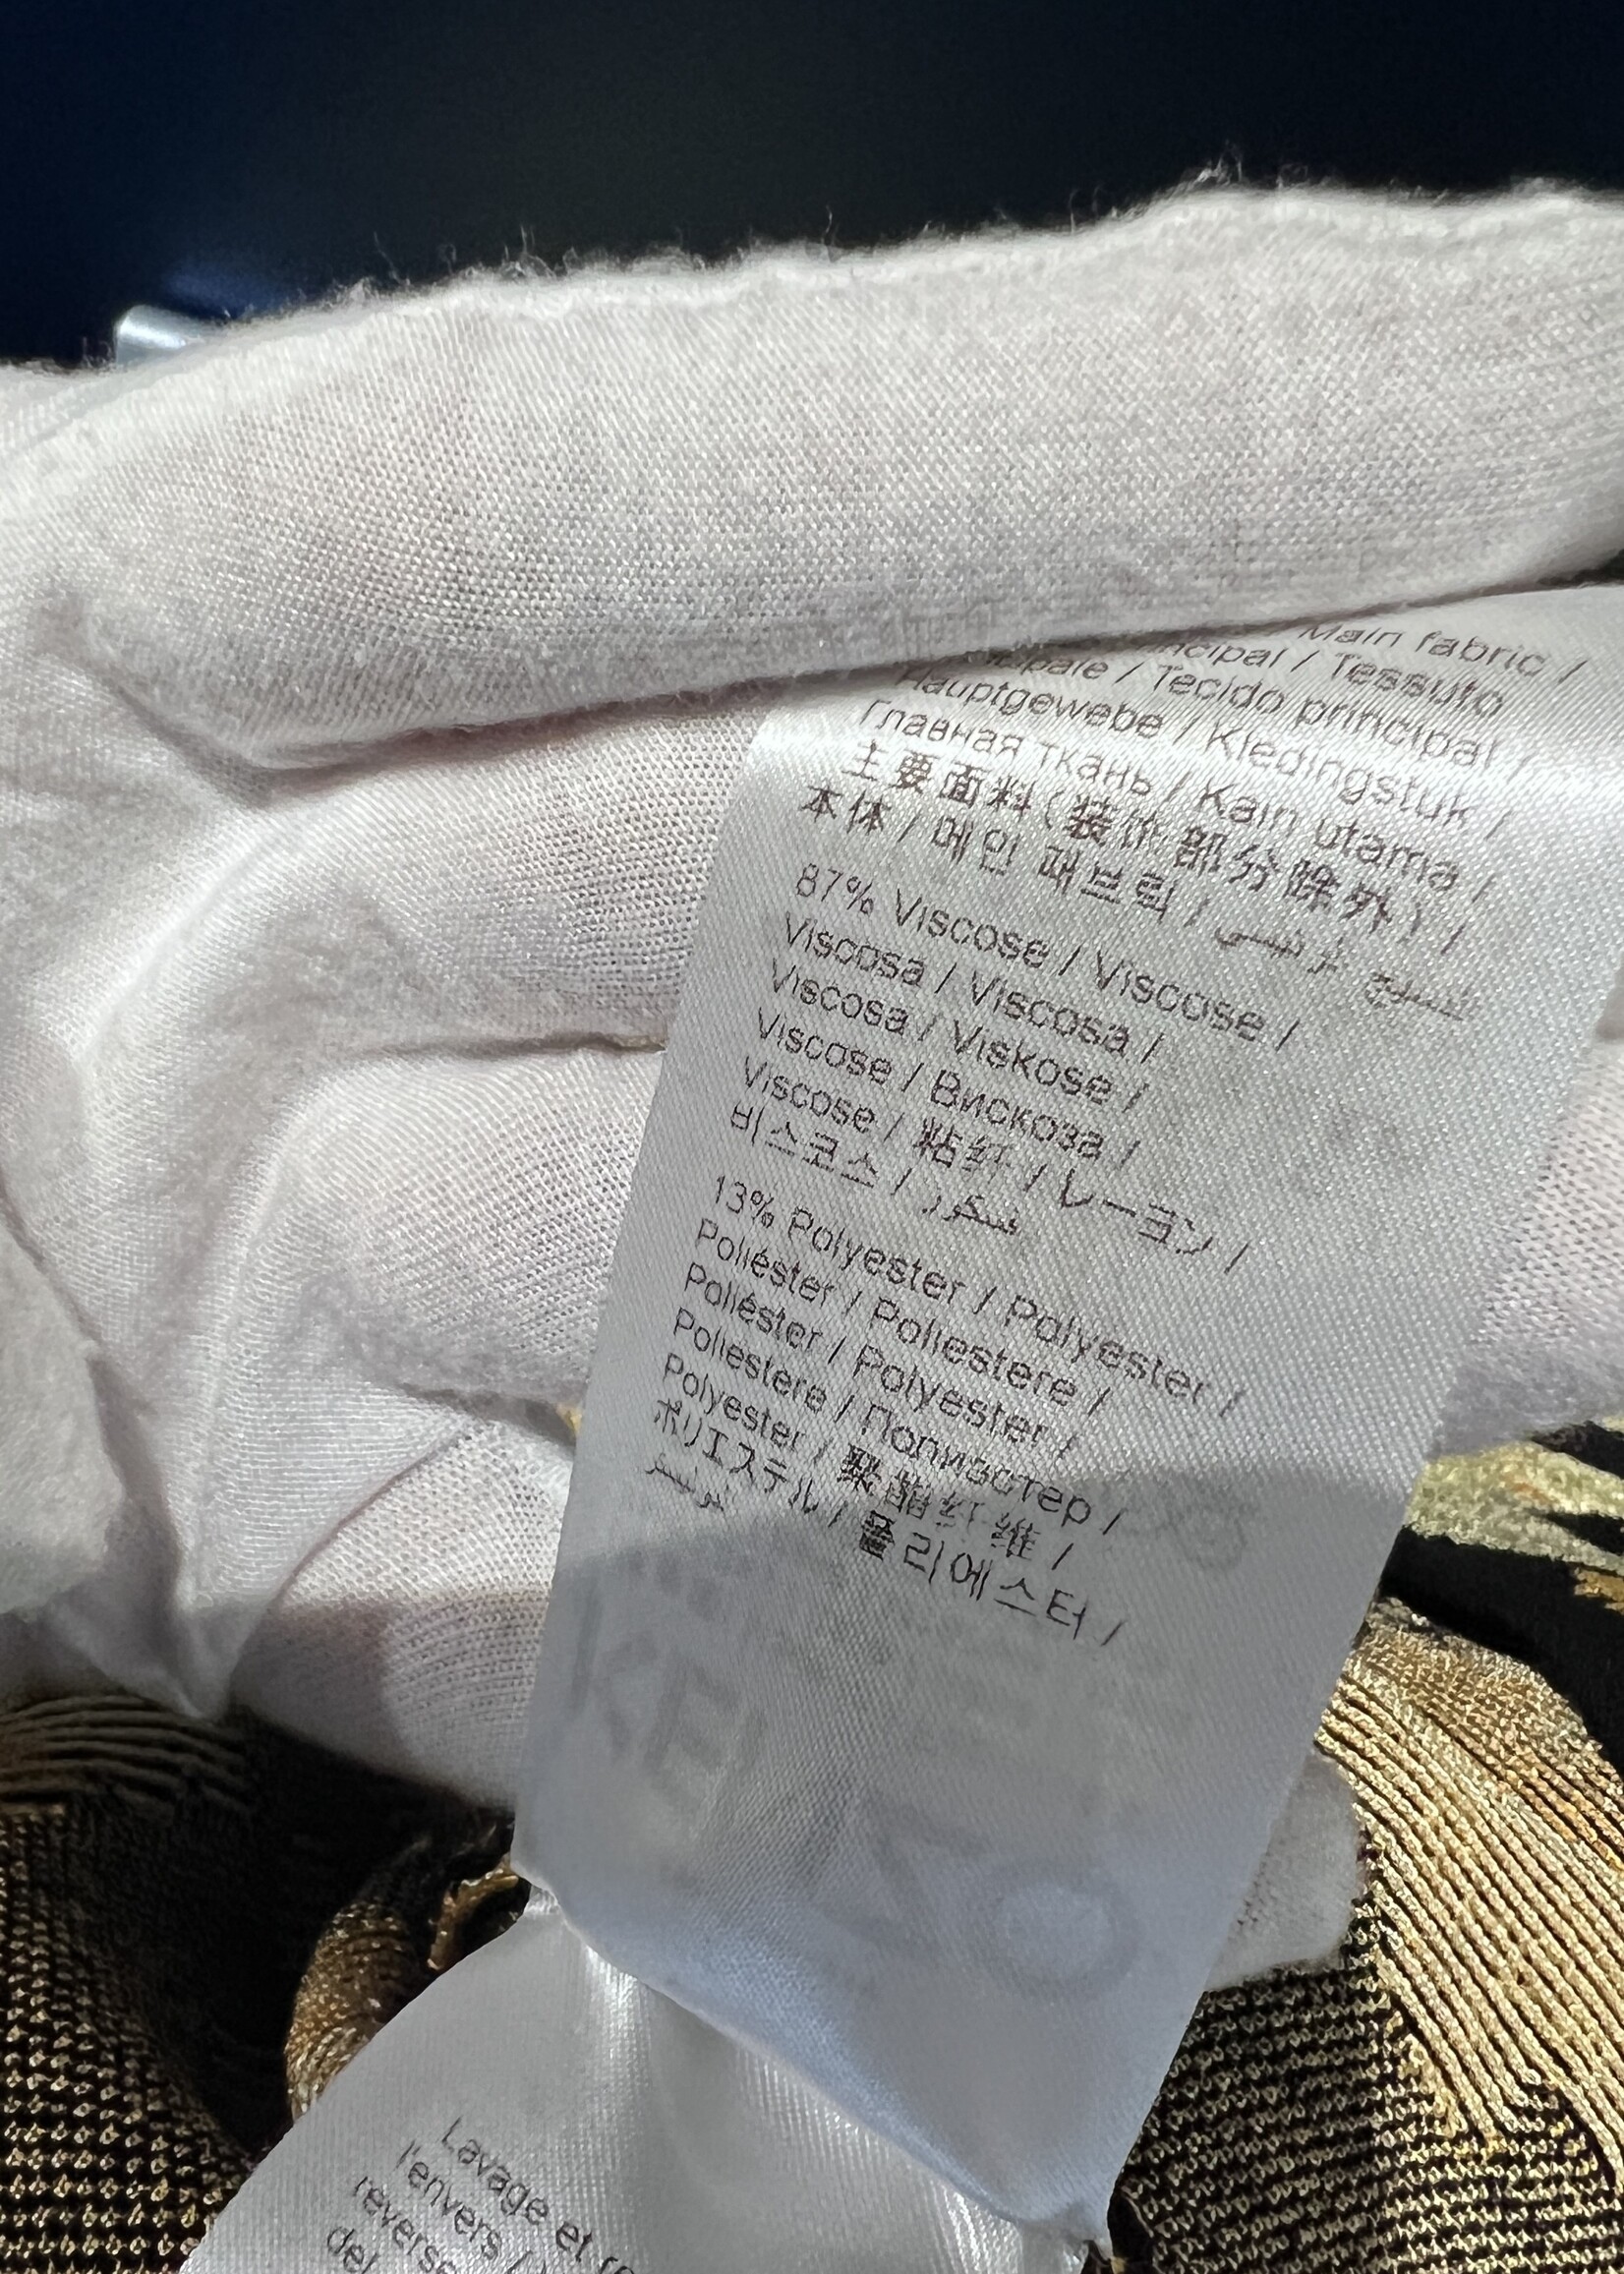 Main fabric /
Tessuto
/ Tecido principal /
Hauptgewebe / Kledingstuk /
Главная ткань / Kain utama /
主要面料(装饰部分除外) /
本体 / 메인 패브릭 /
87% Viscose / Viscose /
Viscosa / Viscosa /
Viscosa / Viskose /
Viscose / Вискоза /
Viscose / 粘纤 / レーヨン /
비스코스 /
13% Polyester / Polyester /
Poliéster / Poliestere /
Poliéster / Polyester /
Poliestere / Полиэстер /
Polyester / 聚酯纤维 /
ポリエステル / 폴리에스터 /
Lavage et
l'envers /